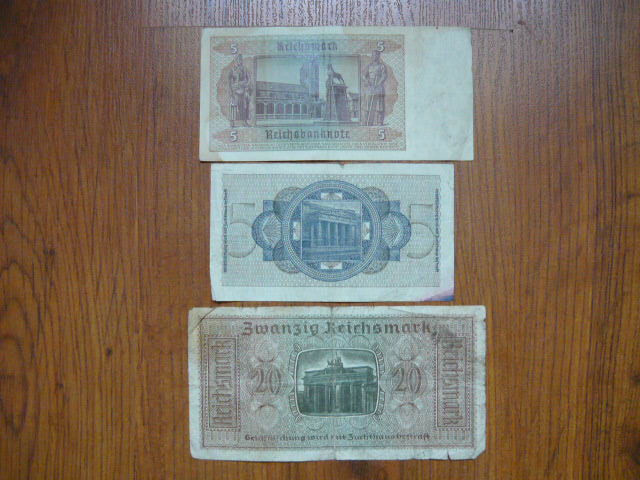 5 Reichsmark 5
5 Reichsbanknote 5
5 5
Zwanzig Reichsmark
Reichsmark 20 20 Reichsmark
Geldfälschung wird mit Zuchthaus bestraft